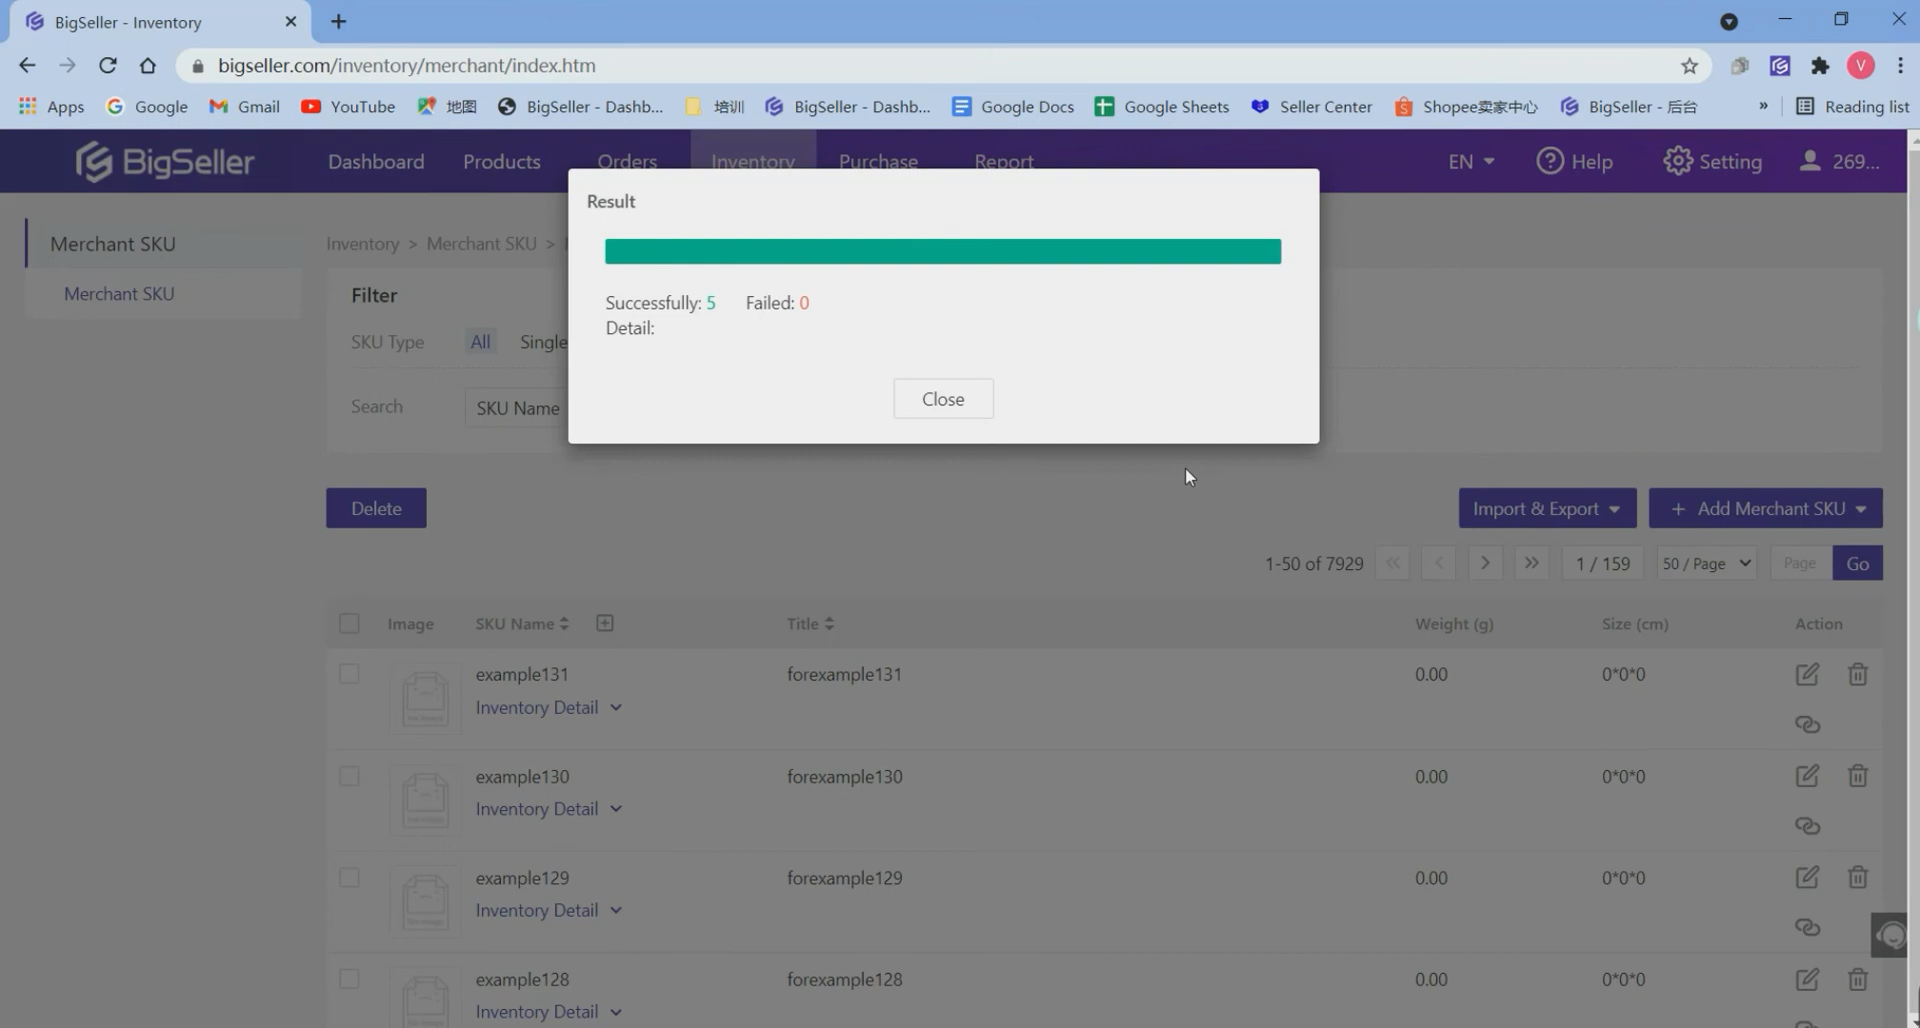 BigSeller - Inventory
bigseller.com/inventory/merchant/index.htm
V
Apps Google Gmail YouTube 地图 BigSeller - Dashb... 培训 BigSeller - Dashb... Google Docs Google Sheets Seller Center Shopee卖家中心 BigSeller - 后台 » Reading list
BigSeller Dashboard Products Orders Inventory Purchase Report EN Help Setting 269...
Result
Successfully: 5 Failed: 0
Detail:
Close
Merchant SKU
Merchant SKU
Inventory > Merchant SKU >
Filter
SKU Type All Single
Search SKU Name
Delete Import & Export + Add Merchant SKU
1-50 of 7929 1 / 159 50 / Page Page Go
Image SKU Name Title Weight (g) Size (cm) Action
example131 forexample131 0.00 0*0*0
Inventory Detail
example130 forexample130 0.00 0*0*0
Inventory Detail
example129 forexample129 0.00 0*0*0
Inventory Detail
example128 forexample128 0.00 0*0*0
Inventory Detail